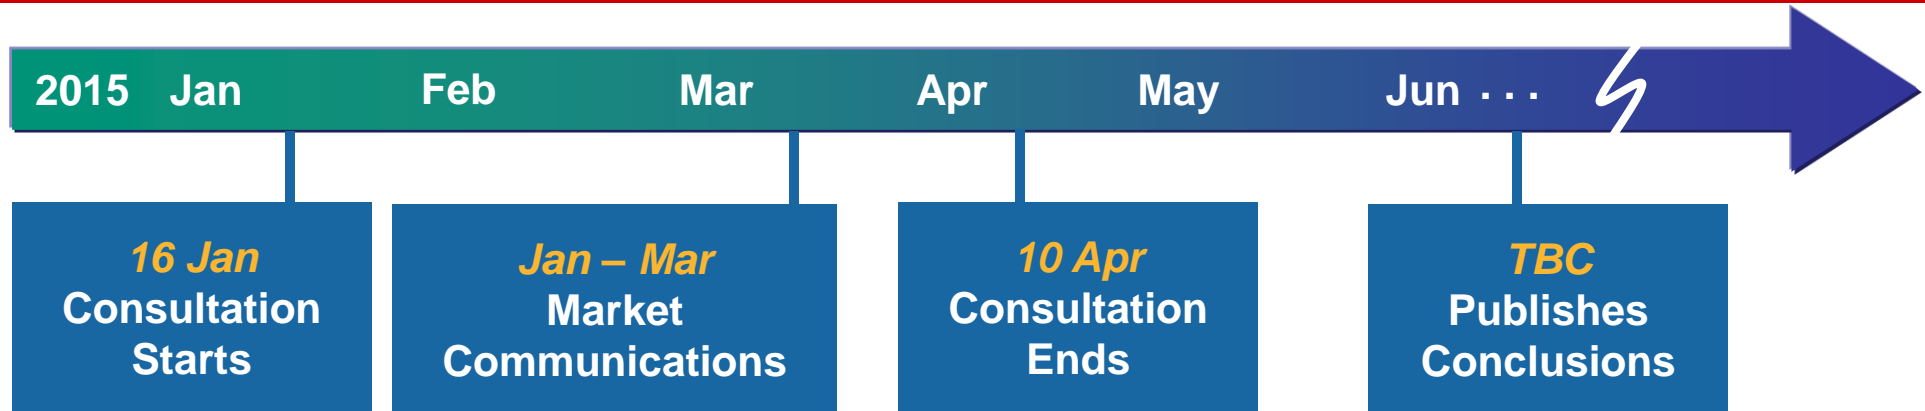 2015 Jan Feb Mar Apr May Jun . . .
16 Jan
Consultation
Starts
Jan – Mar
Market
Communications
10 Apr
Consultation
Ends
TBC
Publishes
Conclusions